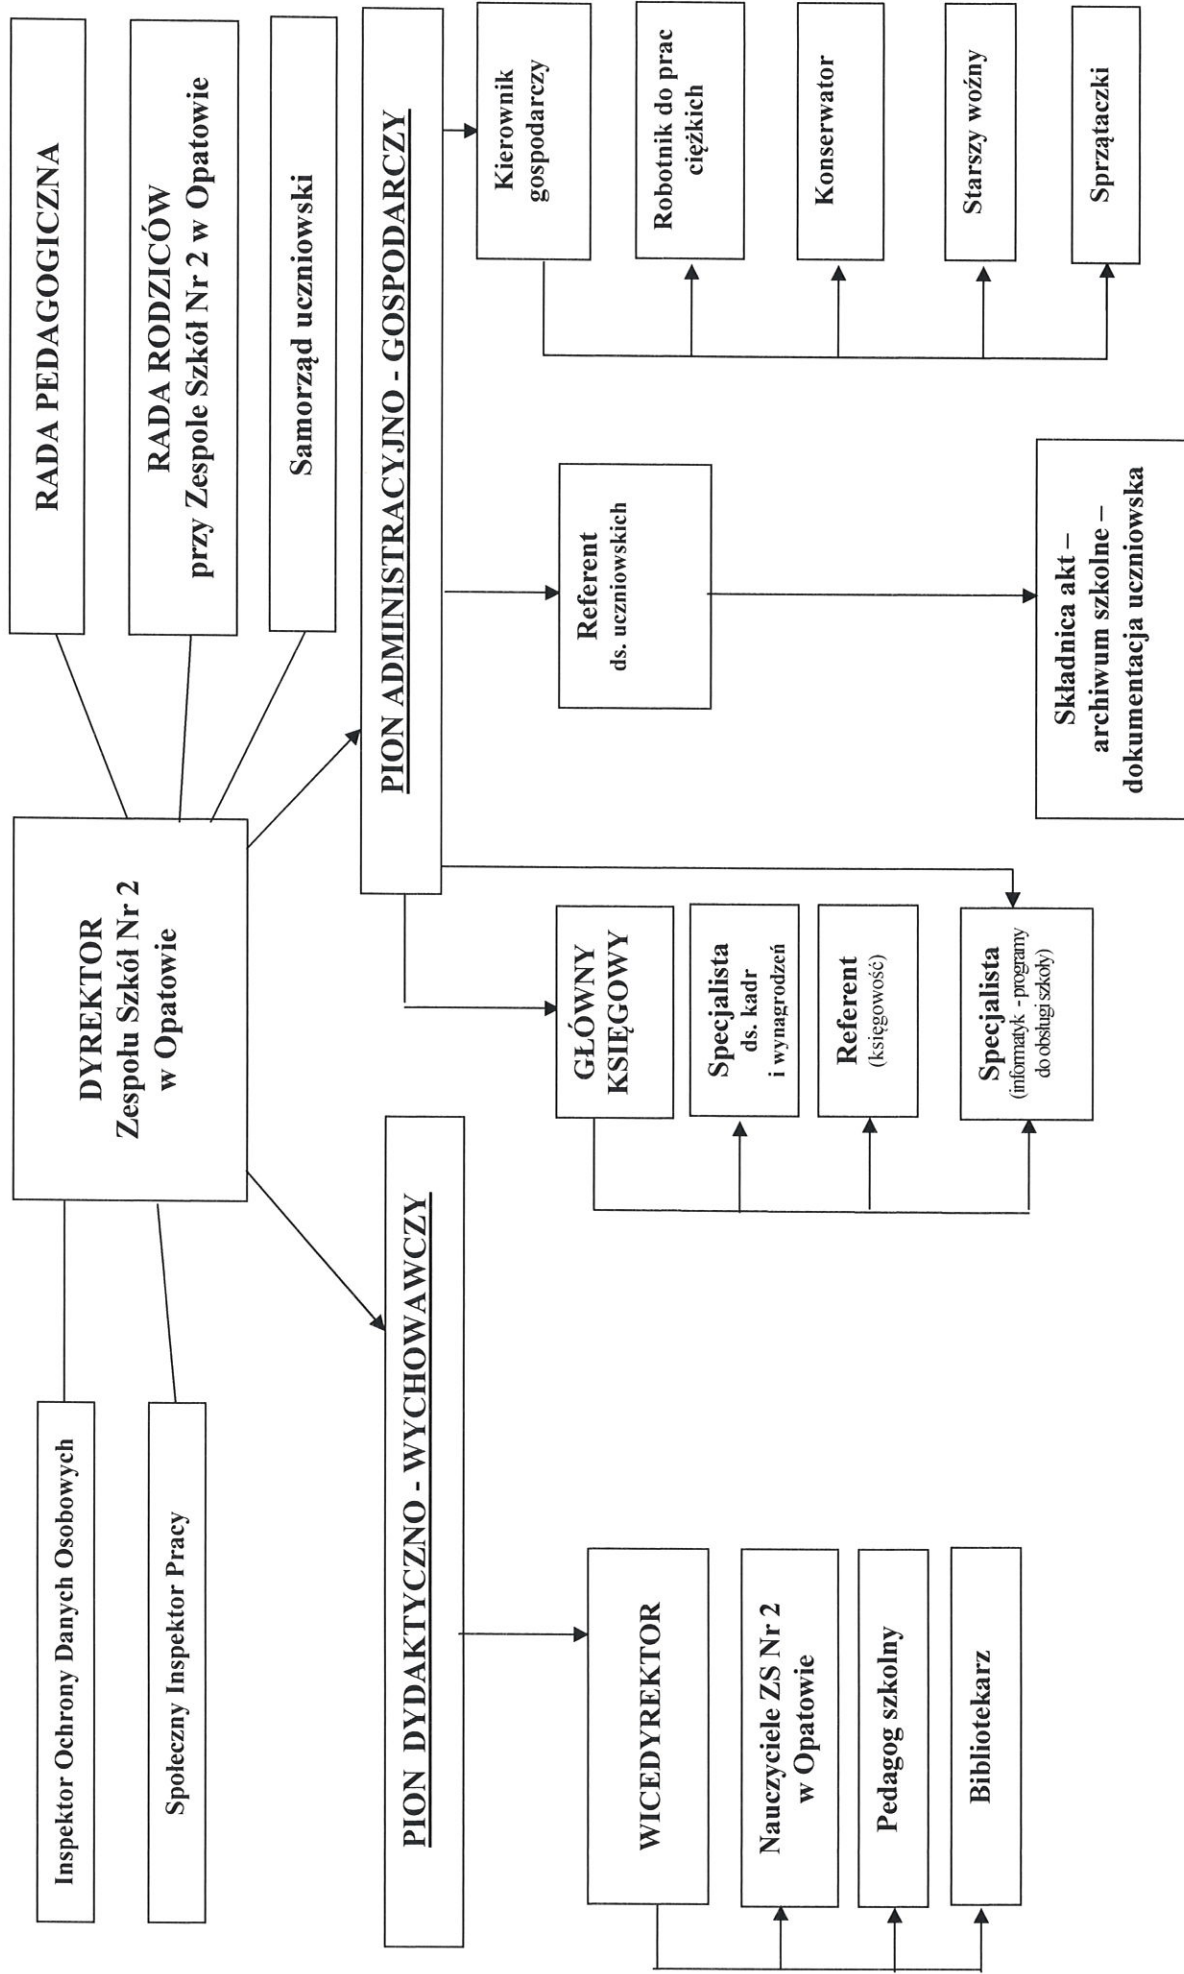 Inspektor Ochrony Danych Osobowych
Społeczny Inspektor Pracy
DYREKTOR
Zespołu Szkół Nr 2
w Opatowie
RADA PEDAGOGICZNA
RADA RODZICÓW
przy Zespole Szkół Nr 2 w Opatowie
Samorząd uczniowski
PION DYDAKTYCZNO - WYCHOWAWCZY
PION ADMINISTRACYJNO - GOSPODARCZY
WICEDYREKTOR
Nauczyciele ZS Nr 2
w Opatowie
Pedagog szkolny
Bibliotekarz
GŁÓWNY
KSIĘGOWY
Specjalista
ds. kadr
i wynagrodzeń
Referent
(księgowość)
Specjalista
(informatyk - programy
do obsługi szkoły)
Referent
ds. uczniowskich
Składnica akt –
archiwum szkolne –
dokumentacja uczniowska
Kierownik
gospodarczy
Robotnik do prac
ciężkich
Konserwator
Starszy woźny
Sprzątaczki